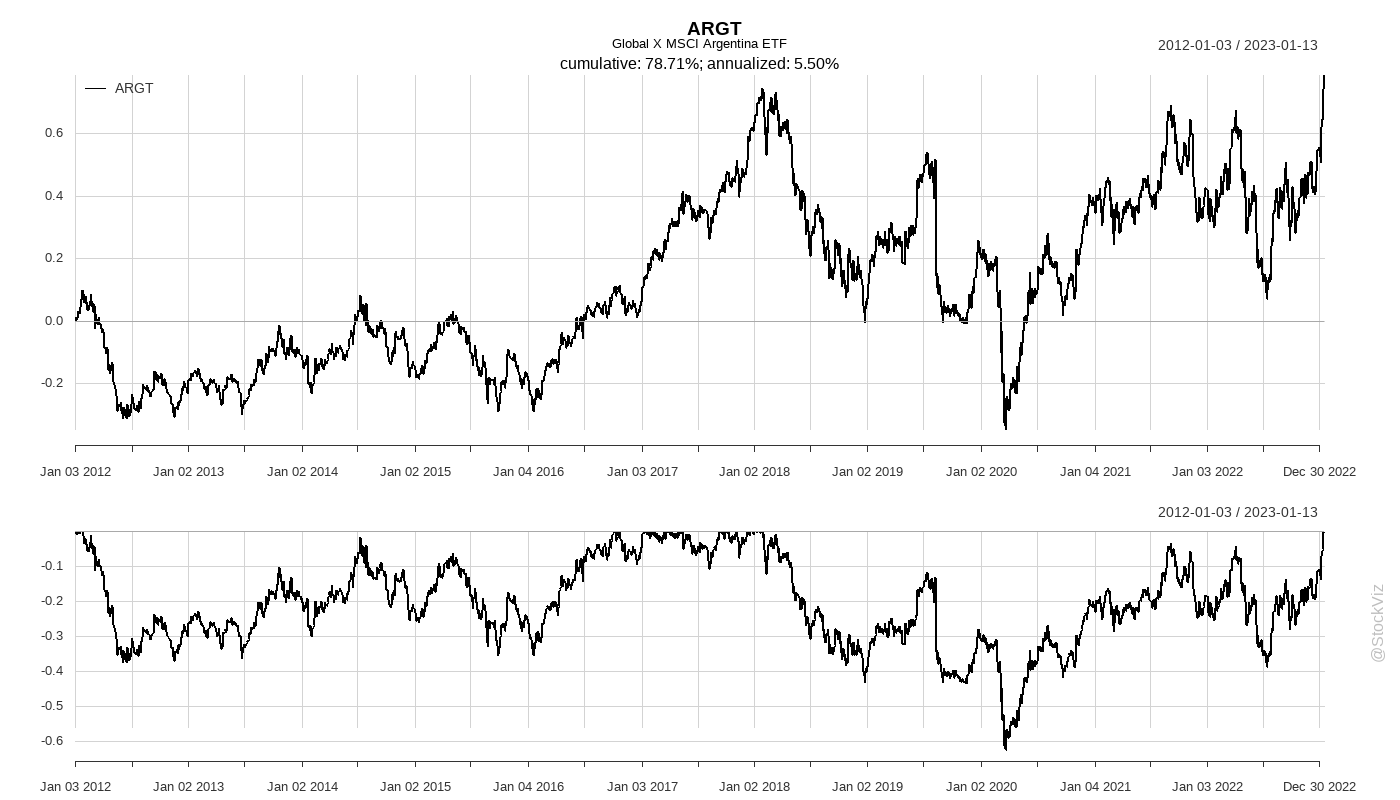 ARGT
Global X MSCI Argentina ETF
cumulative: 78.71%; annualized: 5.50%
2012-01-03 / 2023-01-13
ARGT
0.6
0.4
0.2
0.0
-0.2
Jan 03 2012 Jan 02 2013 Jan 02 2014 Jan 02 2015 Jan 04 2016 Jan 03 2017 Jan 02 2018 Jan 02 2019 Jan 02 2020 Jan 04 2021 Jan 03 2022 Dec 30 2022
2012-01-03 / 2023-01-13
-0.1
-0.2
-0.3
-0.4
-0.5
-0.6
Jan 03 2012 Jan 02 2013 Jan 02 2014 Jan 02 2015 Jan 04 2016 Jan 03 2017 Jan 02 2018 Jan 02 2019 Jan 02 2020 Jan 04 2021 Jan 03 2022 Dec 30 2022
@StockViz